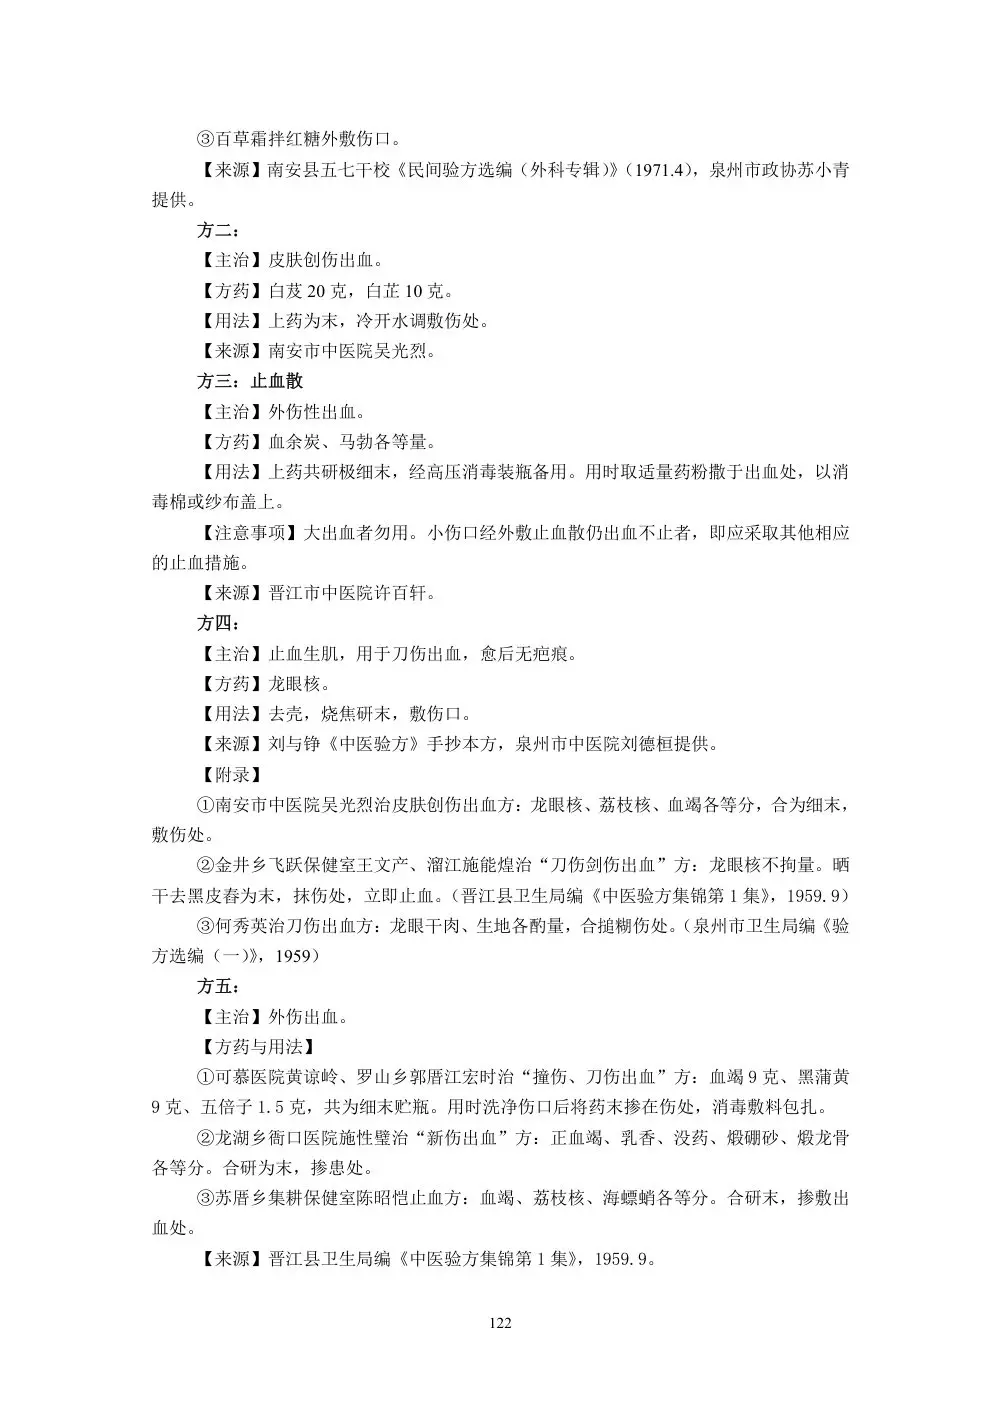 ③百草霜拌红糖外敷伤口。
【来源】南安县五七干校《民间验方选编（外科专辑）》（1971.4），泉州市政协苏小青
提供。
方二：
【主治】皮肤创伤出血。
【方药】白芨 20 克，白芷 10 克。
【用法】上药为末，冷开水调敷伤处。
【来源】南安市中医院吴光烈。
方三：止血散
【主治】外伤性出血。
【方药】血余炭、马勃各等量。
【用法】上药共研极细末，经高压消毒装瓶备用。用时取适量药粉撒于出血处，以消
毒棉或纱布盖上。
【注意事项】大出血者勿用。小伤口经外敷止血散仍出血不止者，即应采取其他相应
的止血措施。
【来源】晋江市中医院许百轩。
方四：
【主治】止血生肌，用于刀伤出血，愈后无疤痕。
【方药】龙眼核。
【用法】去壳，烧焦研末，敷伤口。
【来源】刘与铮《中医验方》手抄本方，泉州市中医院刘德桓提供。
【附录】
①南安市中医院吴光烈治皮肤创伤出血方：龙眼核、荔枝核、血竭各等分，合为细末，
敷伤处。
②金井乡飞跃保健室王文产、溜江施能煌治“刀伤剑伤出血”方：龙眼核不拘量。晒
干去黑皮舂为末，抹伤处，立即止血。（晋江县卫生局编《中医验方集锦第 1 集》，1959.9）
③何秀英治刀伤出血方：龙眼干肉、生地各酌量，合搥糊伤处。（泉州市卫生局编《验
方选编（一）》，1959）
方五：
【主治】外伤出血。
【方药与用法】
①可慕医院黄谅岭、罗山乡郭厝江宏时治“撞伤、刀伤出血”方：血竭 9 克、黑蒲黄
9 克、五倍子 1.5 克，共为细末贮瓶。用时洗净伤口后将药末掺在伤处，消毒敷料包扎。
②龙湖乡衙口医院施性璧治“新伤出血”方：正血竭、乳香、没药、煅硼砂、煅龙骨
各等分。合研为末，掺患处。
③苏厝乡集耕保健室陈昭恺止血方：血竭、荔枝核、海螵蛸各等分。合研末，掺敷出
血处。
【来源】晋江县卫生局编《中医验方集锦第 1 集》，1959.9。
122